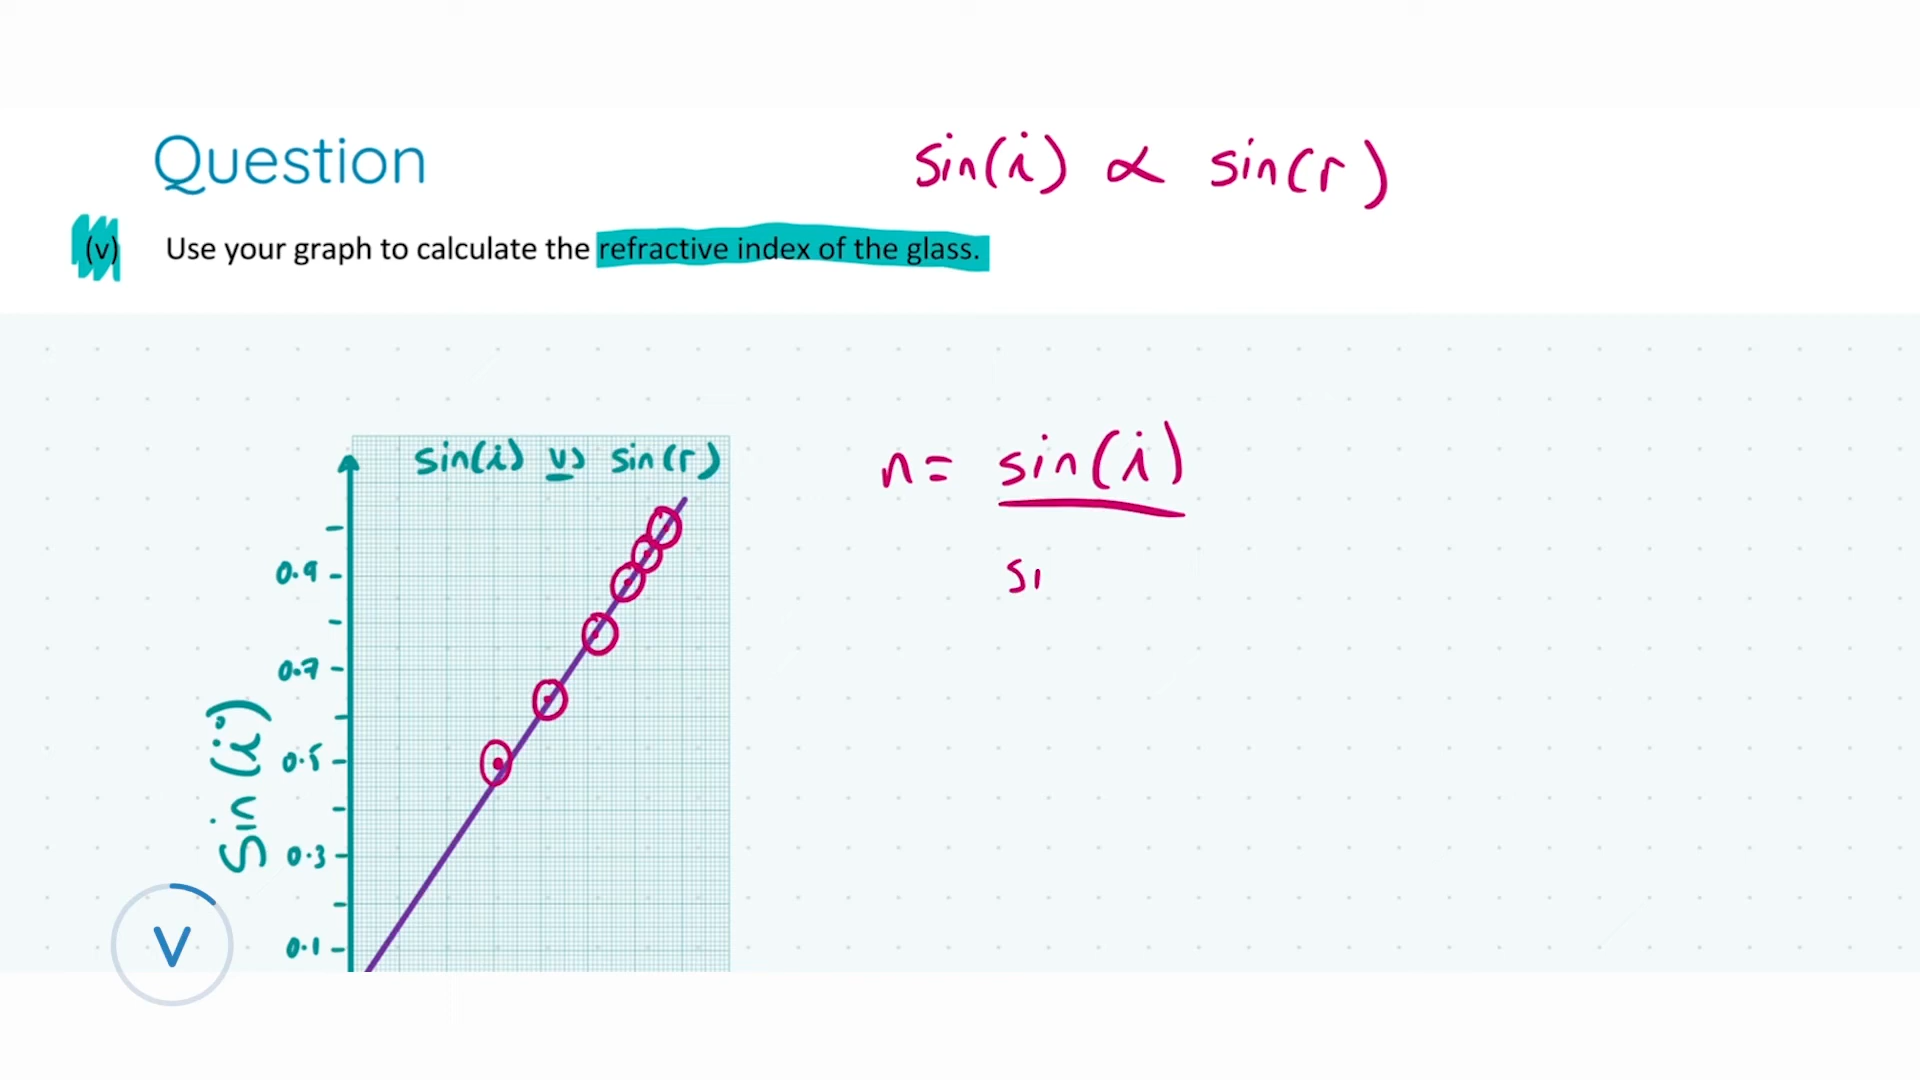 Question
sin(i) ∝ sin(r)
(v) Use your graph to calculate the refractive index of the glass.
sin(i) vs sin(r)
n = sin(i)
si
0.9
0.7
0.5
0.3
0.1
Sin (i)
V